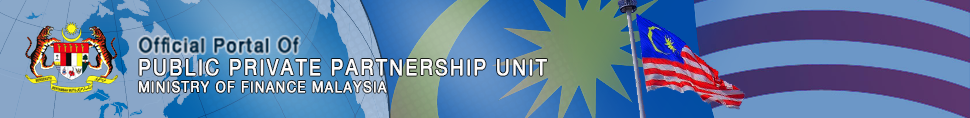 Official Portal Of
PUBLIC PRIVATE PARTNERSHIP UNIT
MINISTRY OF FINANCE MALAYSIA